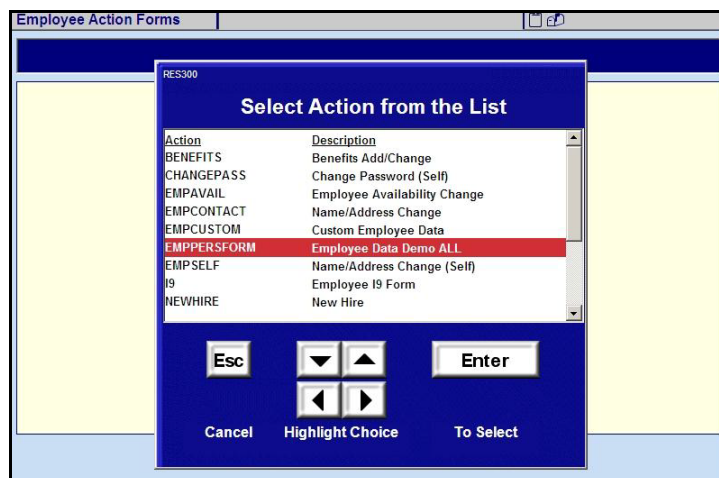 Employee Action Forms
RES300
Select Action from the List
Action Description
BENEFITS Benefits Add/Change
CHANGEPASS Change Password (Self)
EMPAVAIL Employee Availability Change
EMPCONTACT Name/Address Change
EMPCUSTOM Custom Employee Data
EMPPERSFORM Employee Data Demo ALL
EMPSELF Name/Address Change (Self)
I9 Employee I9 Form
NEWHIRE New Hire
Esc Enter
Cancel Highlight Choice To Select